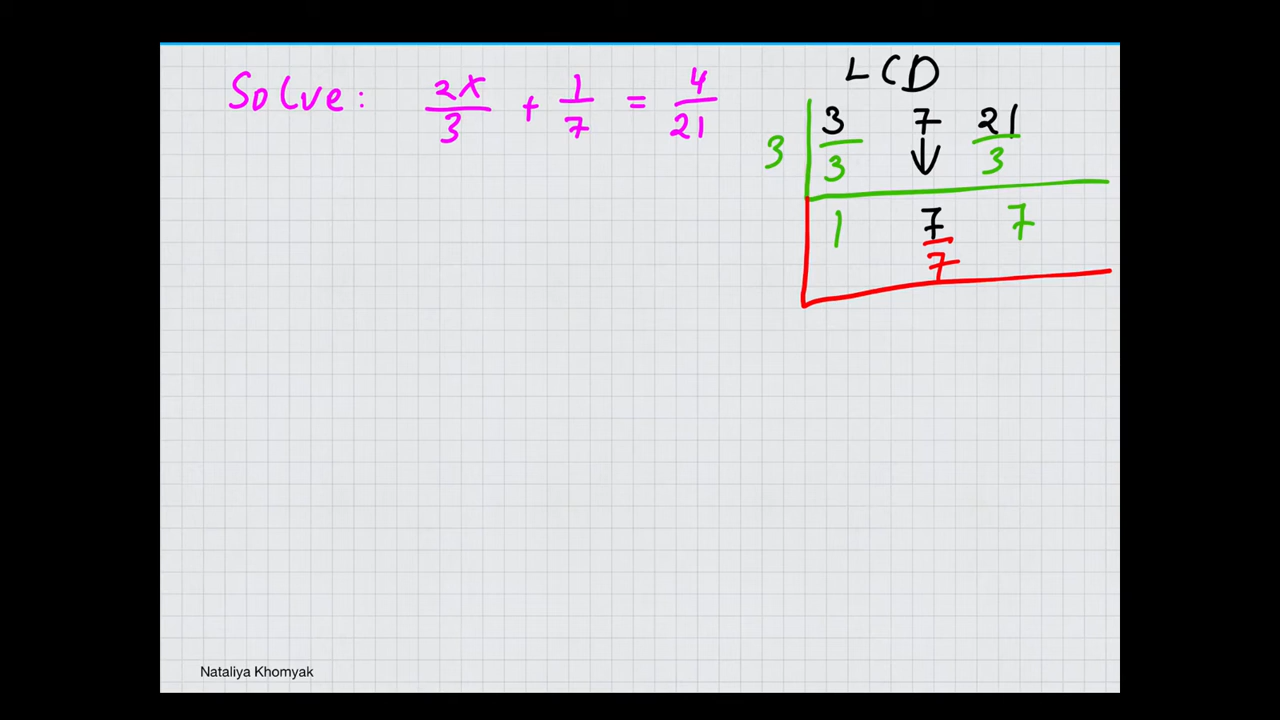 Solve: 2x/3 + 1/7 = 4/21
LCD
3 7 21
3 3 3
1 7 7
7
Nataliya Khomyak